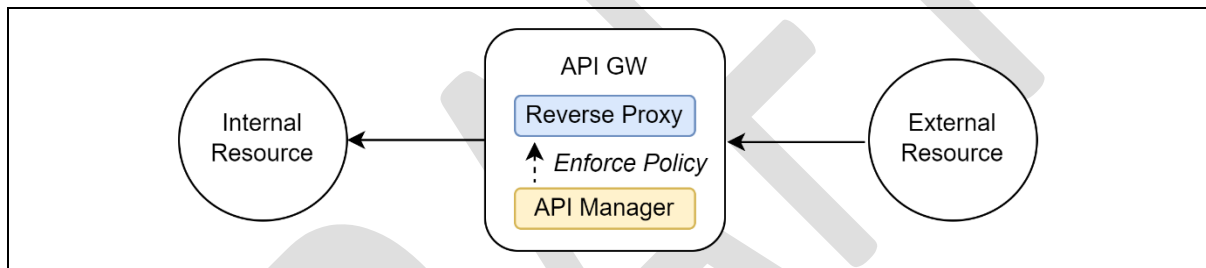 API GW
Internal
Resource
Reverse Proxy
Enforce Policy
API Manager
External
Resource